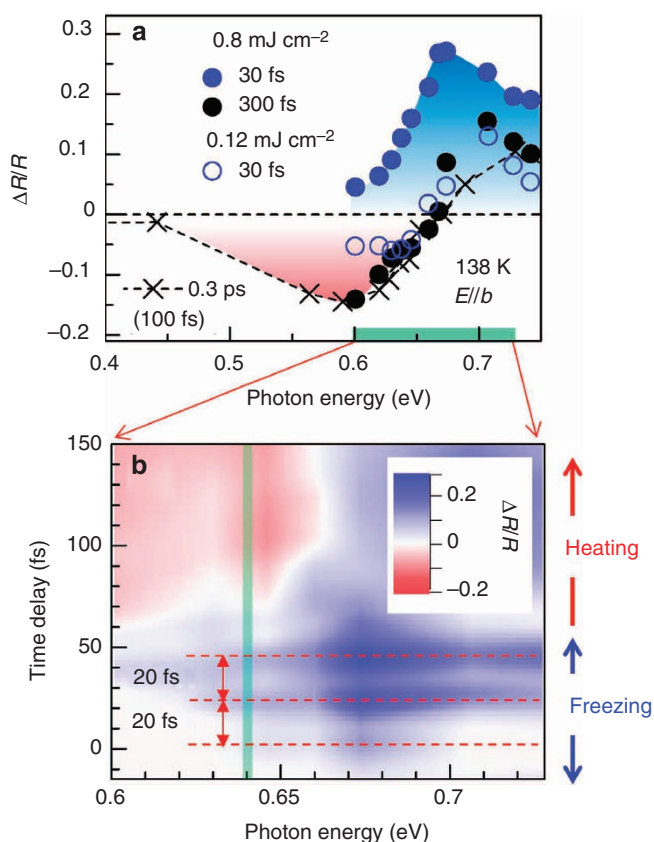 a
0.3
0.2
0.1
0
−0.1
−0.2
ΔR/R
0.8 mJ cm−2
30 fs
300 fs
0.12 mJ cm−2
30 fs
0.3 ps
(100 fs)
138 K
E//b
0.4 0.5 0.6 0.7
Photon energy (eV)
b
150
100
50
0
Time delay (fs)
0.2
0
−0.2
ΔR/R
20 fs
20 fs
Heating
Freezing
0.6 0.65 0.7
Photon energy (eV)